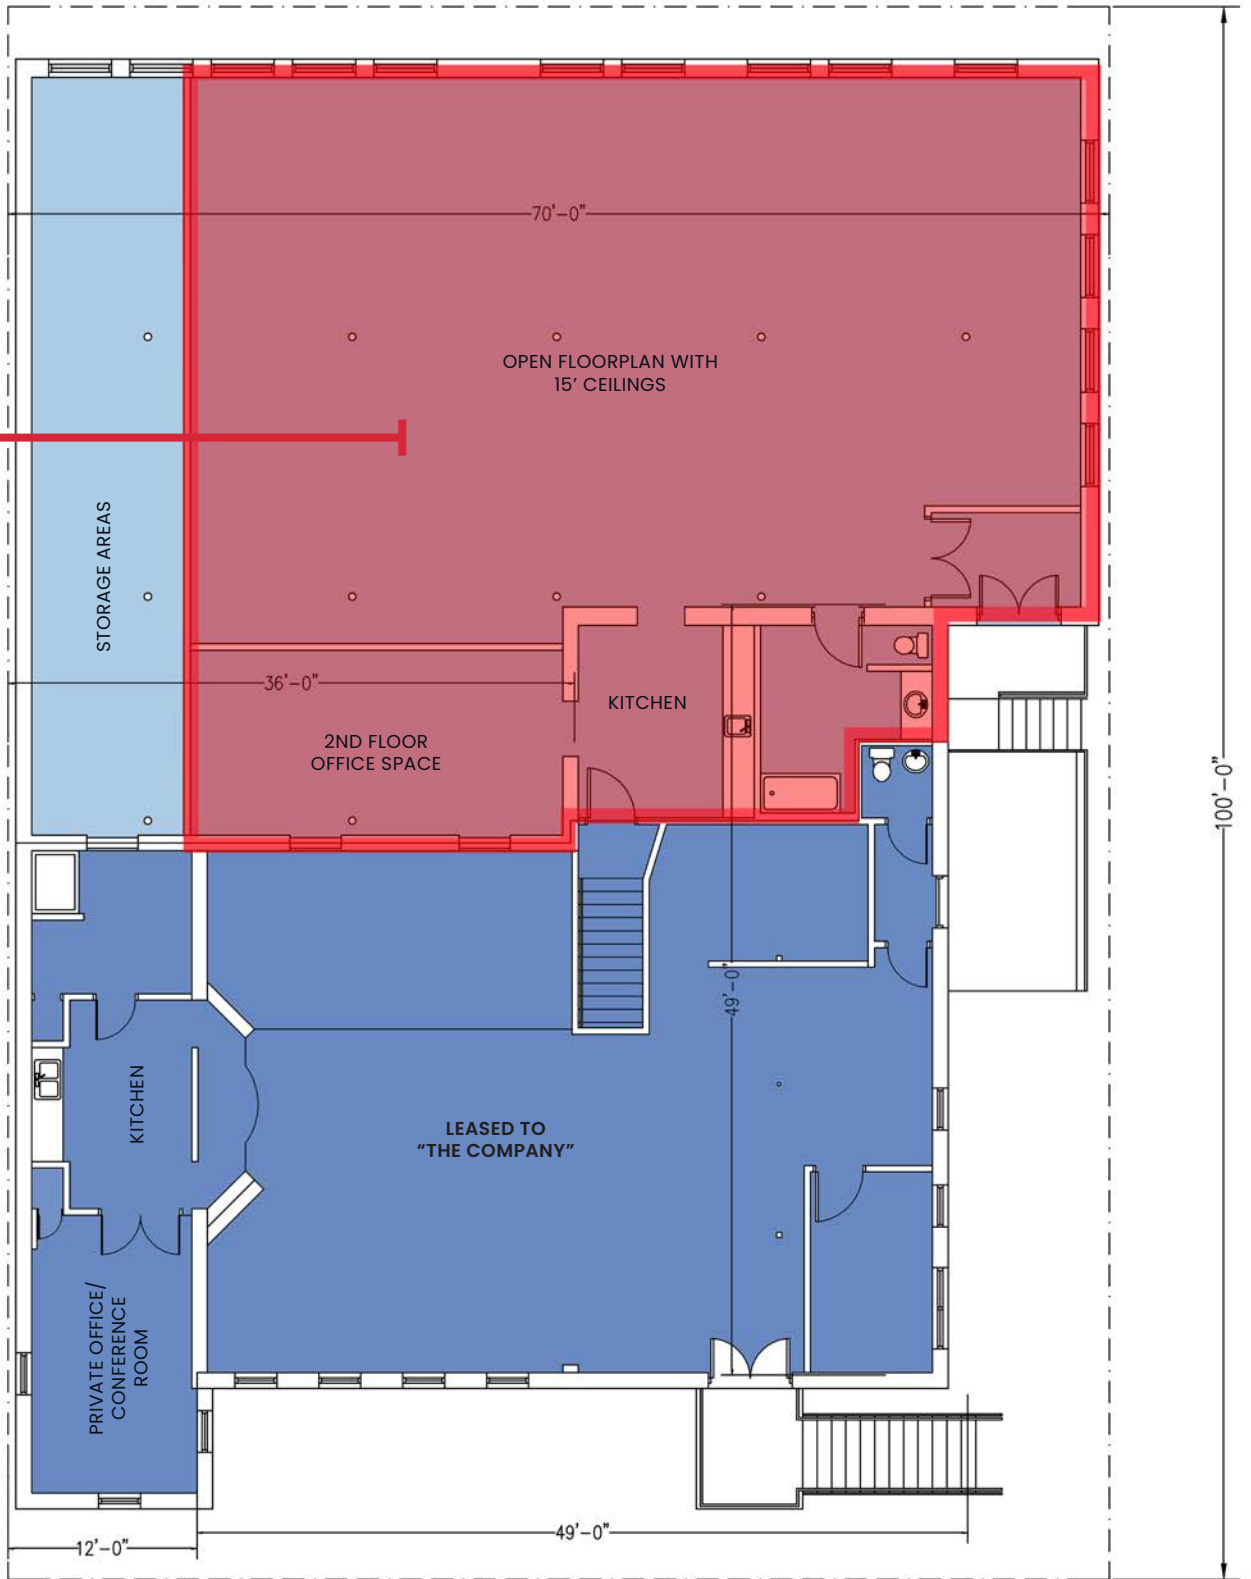 70'-0"
OPEN FLOORPLAN WITH
15’ CEILINGS
STORAGE AREAS
36'-0"
KITCHEN
2ND FLOOR
OFFICE SPACE
100'-0"
49'-0"
KITCHEN
LEASED TO
“THE COMPANY”
PRIVATE OFFICE/
CONFERENCE
ROOM
49'-0"
12'-0"